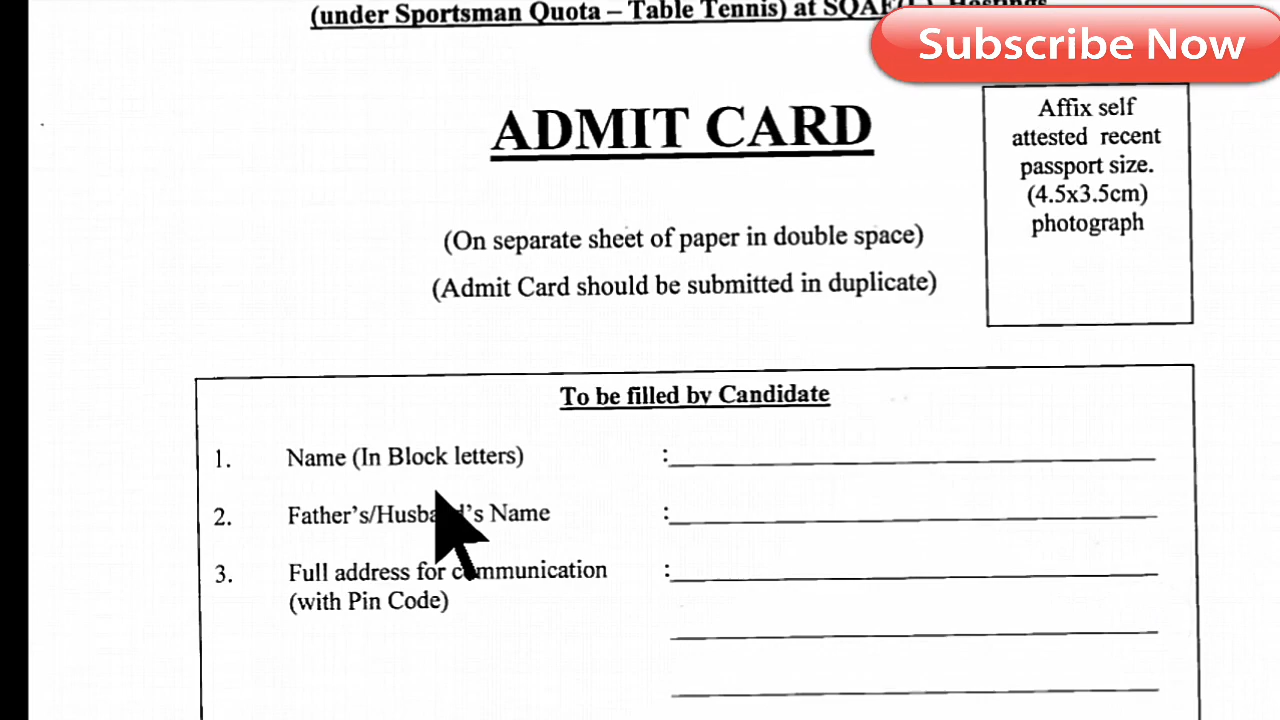 (under Sportsman Quota – Table Tennis) at
Subscribe Now
ADMIT CARD
Affix self
attested recent
passport size.
(4.5x3.5cm)
photograph
(On separate sheet of paper in double space)
(Admit Card should be submitted in duplicate)
To be filled by Candidate
1. Name (In Block letters) :
2. Father's/Husband's Name :
3. Full address for communication :
(with Pin Code)